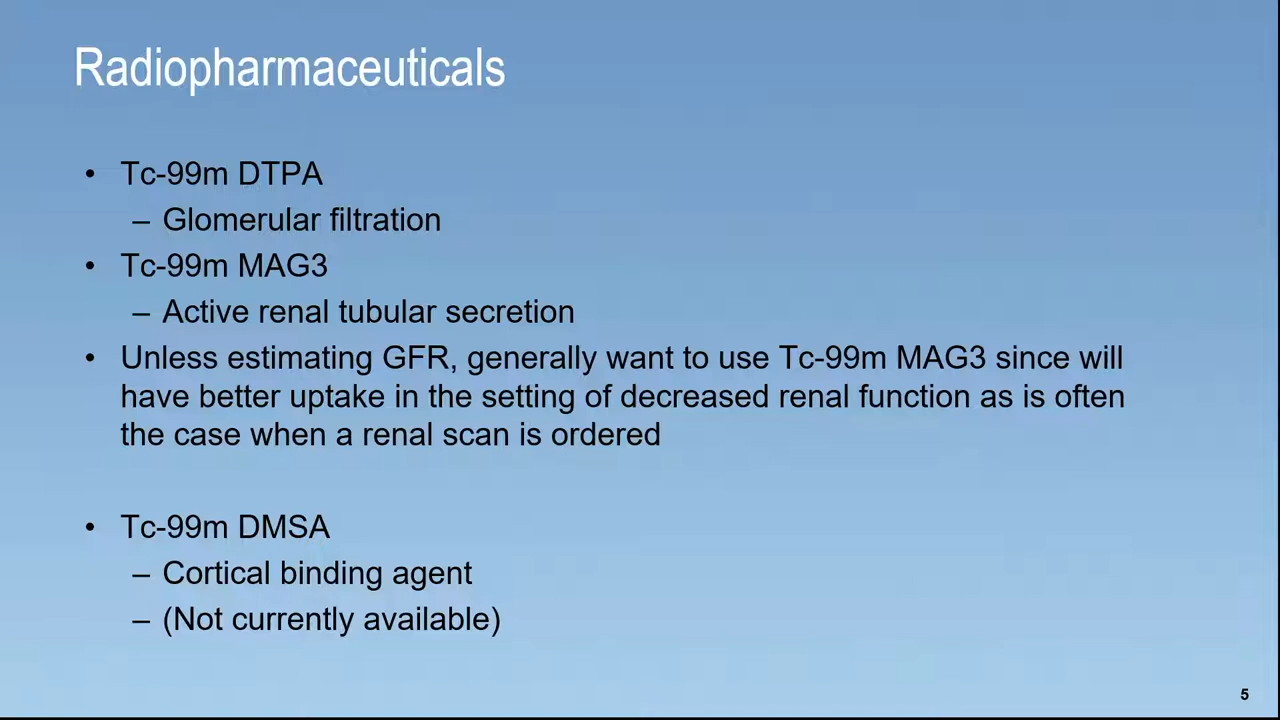 Radiopharmaceuticals
• Tc-99m DTPA
– Glomerular filtration
• Tc-99m MAG3
– Active renal tubular secretion
• Unless estimating GFR, generally want to use Tc-99m MAG3 since will
have better uptake in the setting of decreased renal function as is often
the case when a renal scan is ordered
• Tc-99m DMSA
– Cortical binding agent
– (Not currently available)
5